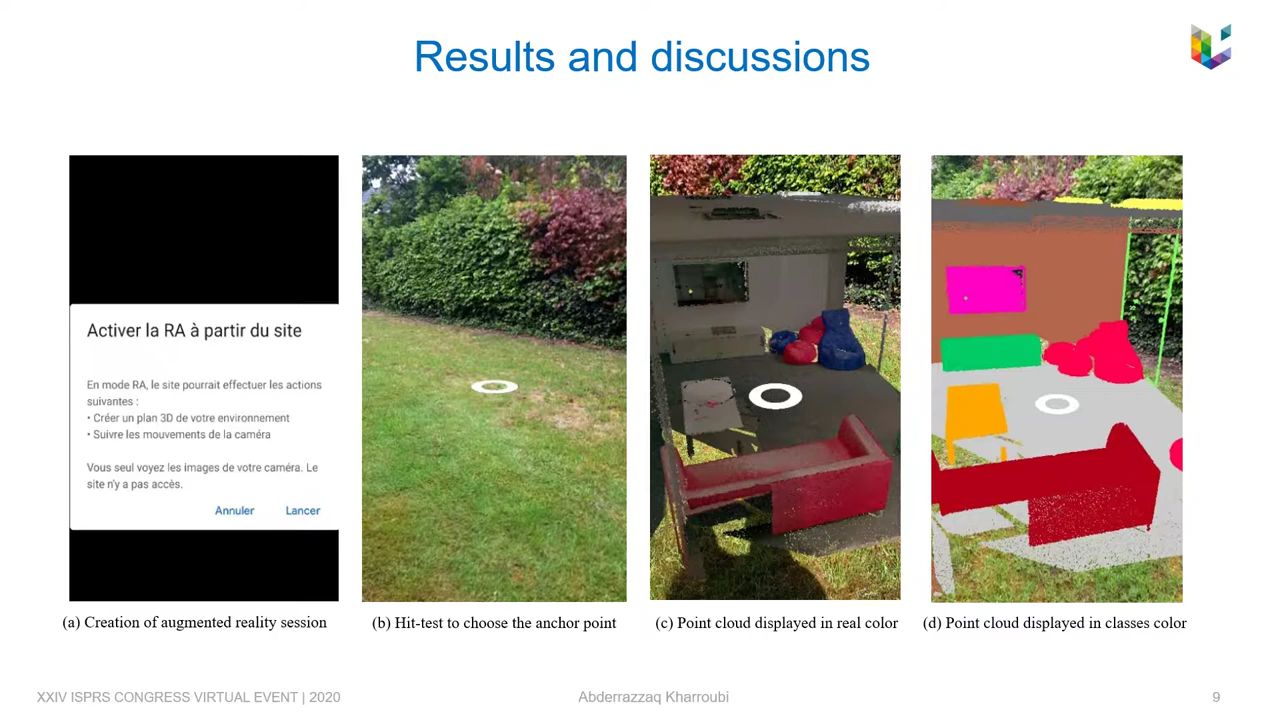 Results and discussions
Activer la RA à partir du site
En mode RA, le site pourrait effectuer les actions
suivantes :
• Créer un plan 3D de votre environnement
• Suivre les mouvements de la caméra
Vous seul voyez les images de votre caméra. Le
site n'y a pas accès.
Annuler Lancer
(a) Creation of augmented reality session
(b) Hit-test to choose the anchor point
(c) Point cloud displayed in real color
(d) Point cloud displayed in classes color
XXIV ISPRS CONGRESS VIRTUAL EVENT | 2020
Abderrazzaq Kharroubi
9